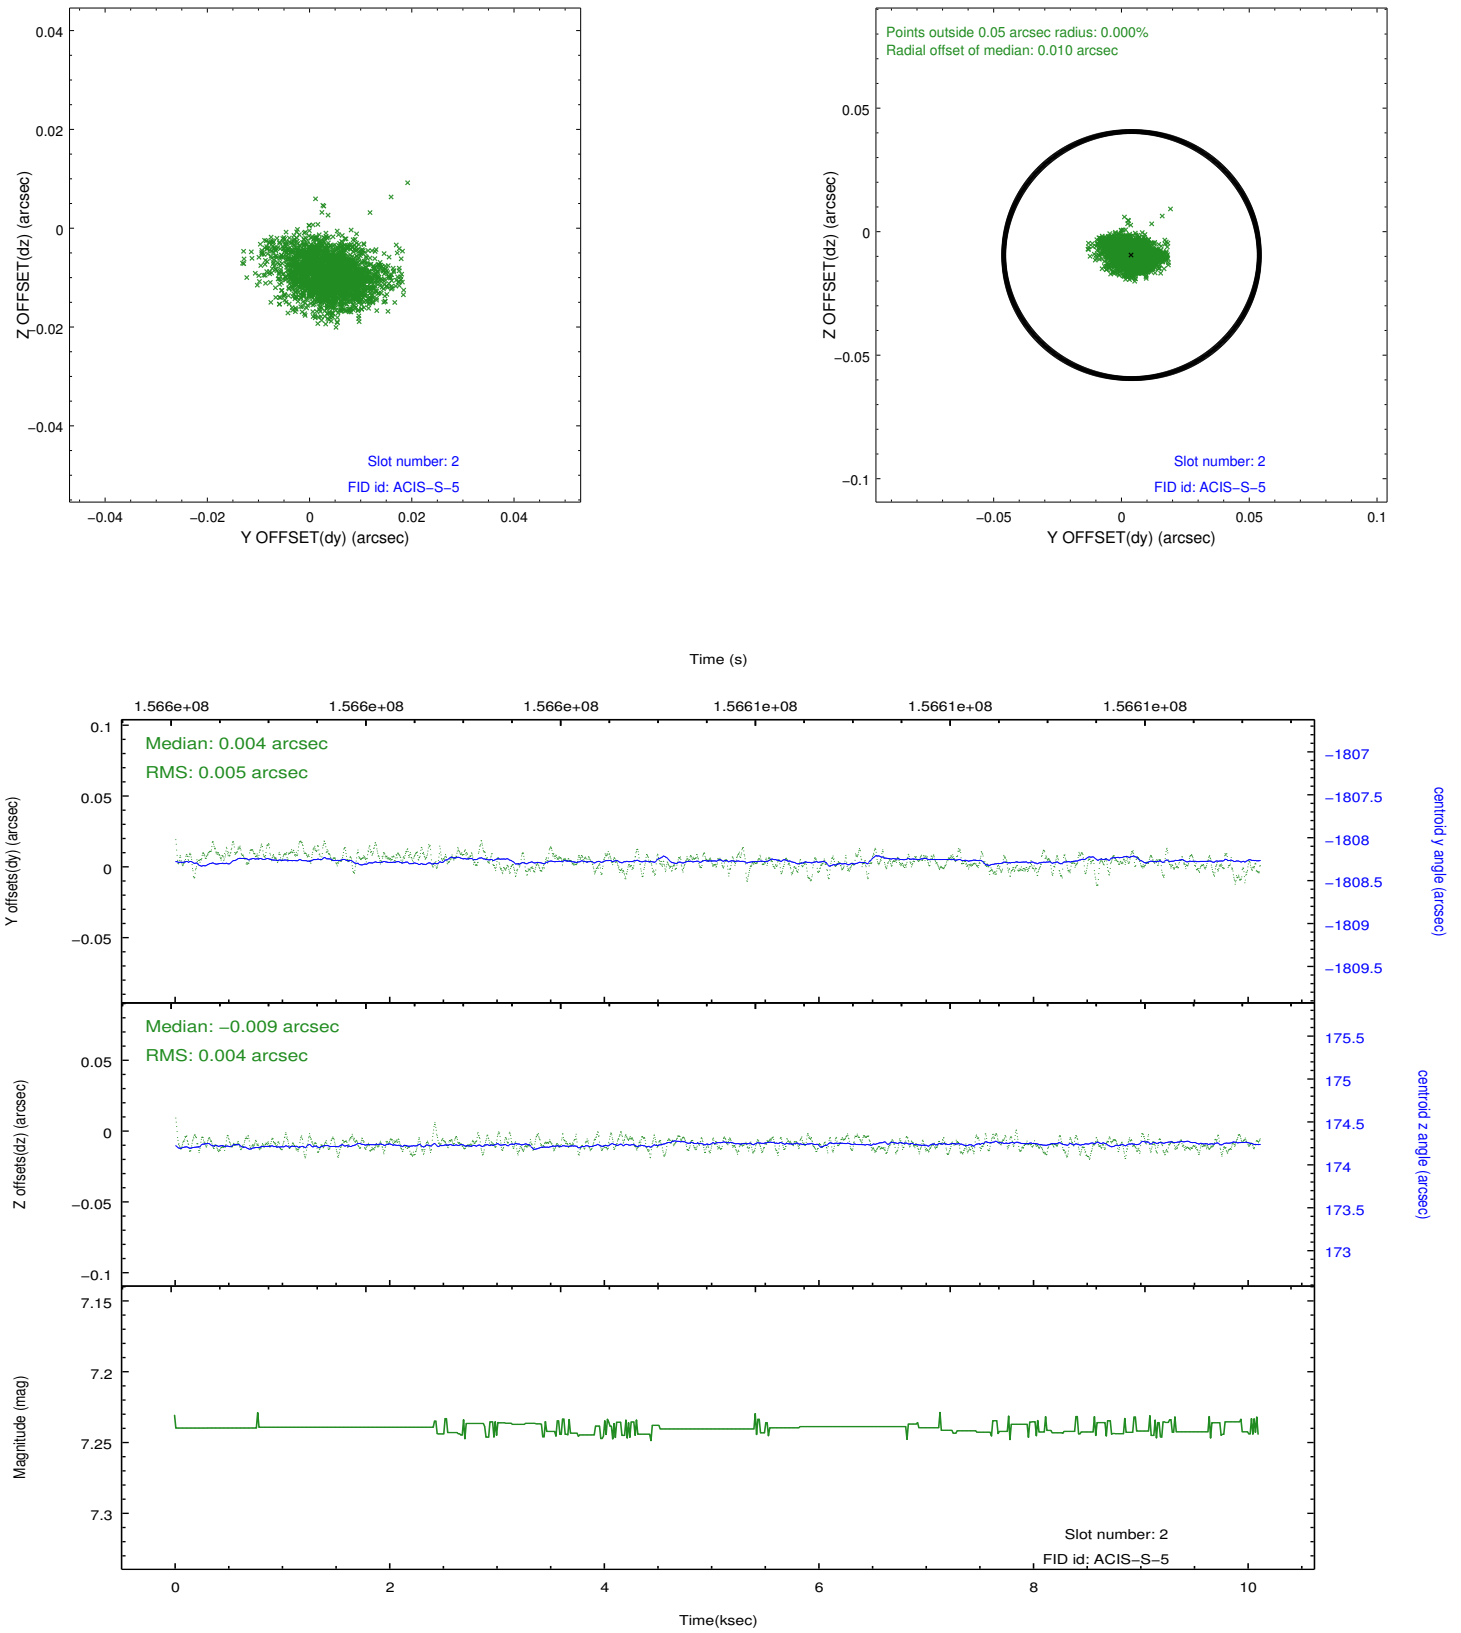 0.04
0.02
0
−0.02
−0.04
Z OFFSET(dz) (arcsec)
Slot number: 2
FID id: ACIS−S−5
−0.04 −0.02 0 0.02 0.04
Y OFFSET(dy) (arcsec)
Points outside 0.05 arcsec radius: 0.000%
Radial offset of median: 0.010 arcsec
0.05
0
−0.05
−0.1
Z OFFSET(dz) (arcsec)
Slot number: 2
FID id: ACIS−S−5
−0.05 0 0.05 0.1
Y OFFSET(dy) (arcsec)
Time (s)
1.566e+08 1.566e+08 1.566e+08 1.5661e+08 1.5661e+08 1.5661e+08
Median: 0.004 arcsec
RMS: 0.005 arcsec
0.1
0.05
0
−0.05
Y offsets(dy) (arcsec)
−1807
−1807.5
−1808
−1808.5
−1809
−1809.5
centroid y angle (arcsec)
Median: −0.009 arcsec
RMS: 0.004 arcsec
0.05
0
−0.05
−0.1
Z offsets(dz) (arcsec)
175.5
175
174.5
174
173.5
173
centroid z angle (arcsec)
7.15
7.2
7.25
7.3
Magnitude (mag)
Slot number: 2
FID id: ACIS−S−5
0 2 4 6 8 10
Time(ksec)